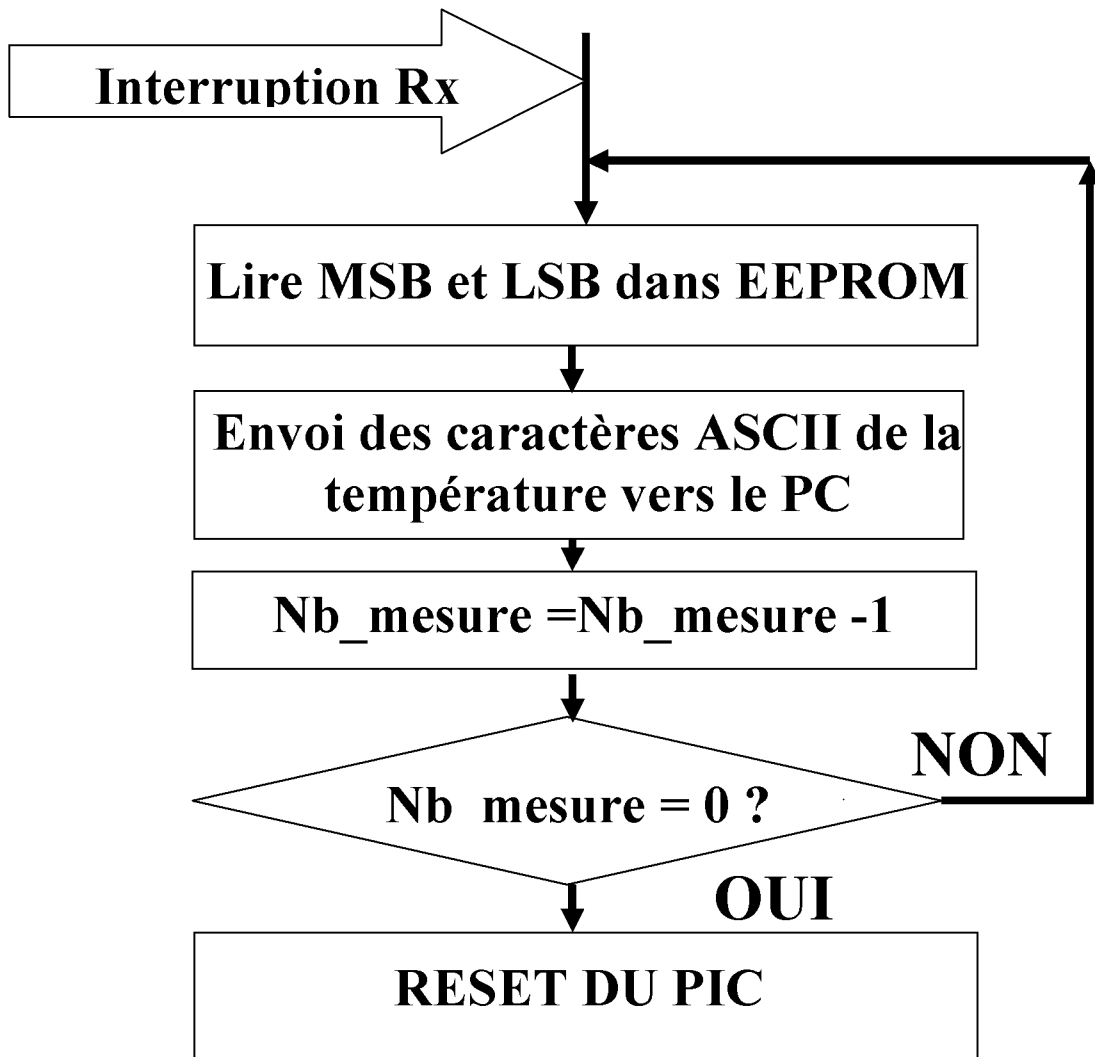 Interruption Rx
Lire MSB et LSB dans EEPROM
Envoi des caractères ASCII de la
température vers le PC
Nb_mesure =Nb_mesure -1
NON
Nb mesure = 0 ?
OUI
RESET DU PIC